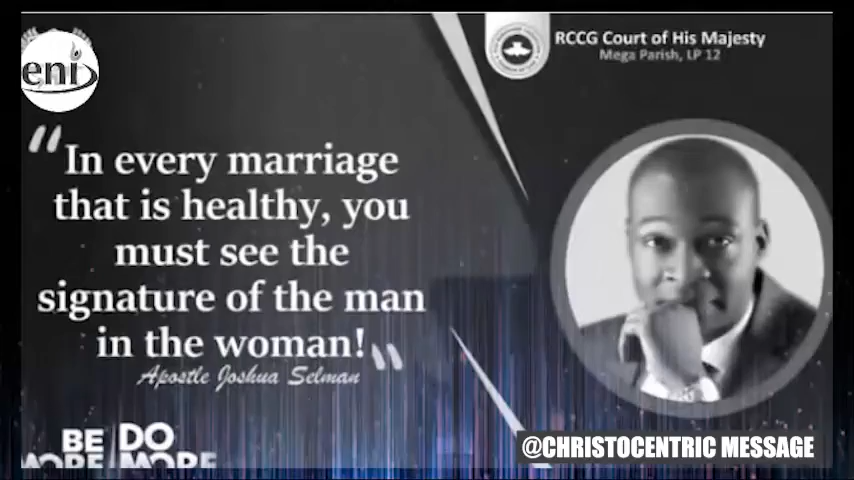 eni
RCCG Court of His Majesty
Mega Parish, LP 12
“In every marriage
that is healthy, you
must see the
signature of the man
in the woman!”
Apostle Joshua Selman
BE DO
MORE MORE
@CHRISTOCENTRIC MESSAGE